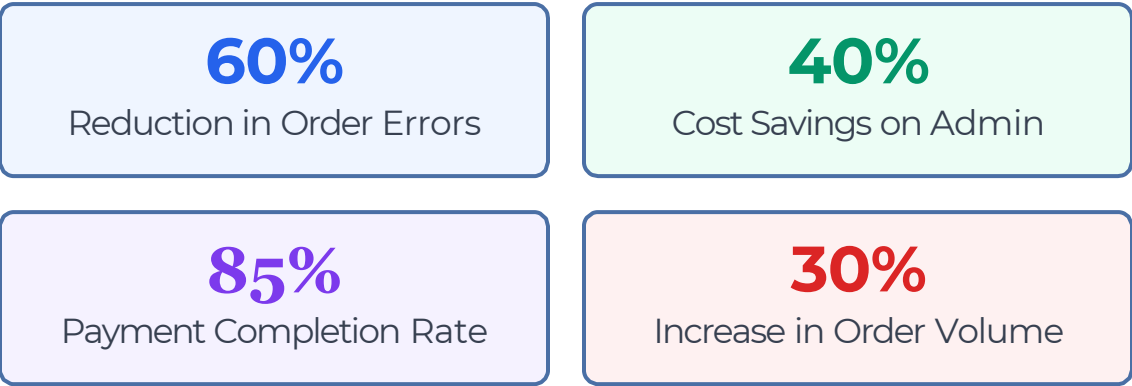 60%
Reduction in Order Errors
40%
Cost Savings on Admin
85%
Payment Completion Rate
30%
Increase in Order Volume